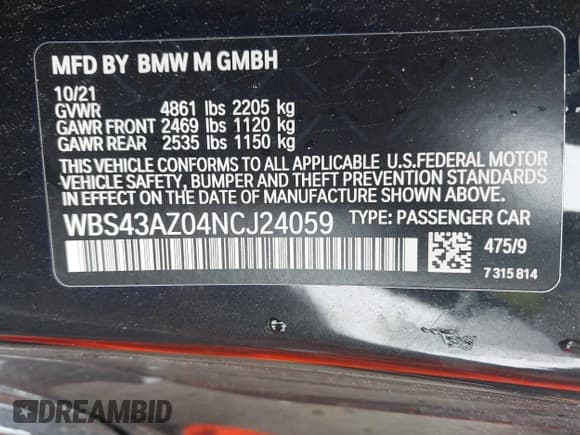 MFD BY BMW M GMBH
10/21
GVWR 4861 lbs 2205 kg
GAWR FRONT 2469 lbs 1120 kg
GAWR REAR 2535 lbs 1150 kg
THIS VEHICLE CONFORMS TO ALL APPLICABLE U.S.FEDERAL MOTOR
VEHICLE SAFETY, BUMPER AND THEFT PREVENTION STANDARDS
IN EFFECT ON THE DATE OF MANUFACTURE SHOWN ABOVE.
WBS43AZ04NCJ24059 TYPE: PASSENGER CAR
475/9
7 315 814
DREAMBID